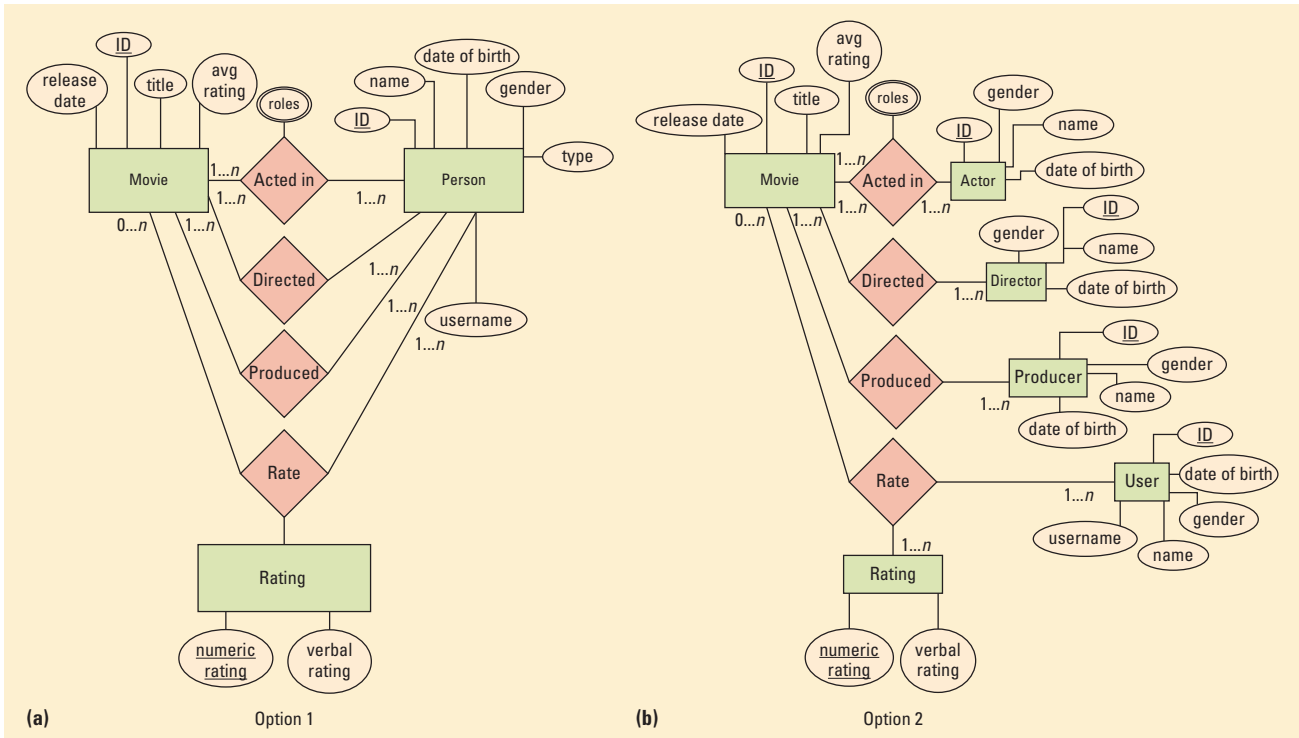 ID
release
date
title
avg
rating
roles
name
date of birth
gender
ID
type
Movie
1...n
1...n
Acted in
1...n
Person
0...n
1...n
Directed
1...n
1...n
username
1...n
Produced
Rate
Rating
numeric
rating
verbal
rating
(a)
Option 1
avg
rating
ID
title
release date
roles
gender
ID
name
date of birth
Movie
1...n
1...n
Acted in
1...n
Actor
0...n
1...n
ID
gender
name
Directed
1...n
Director
date of birth
ID
gender
Produced
1...n
Producer
name
date of birth
ID
date of birth
Rate
1...n
User
gender
username
name
1...n
Rating
numeric
rating
verbal
rating
(b)
Option 2